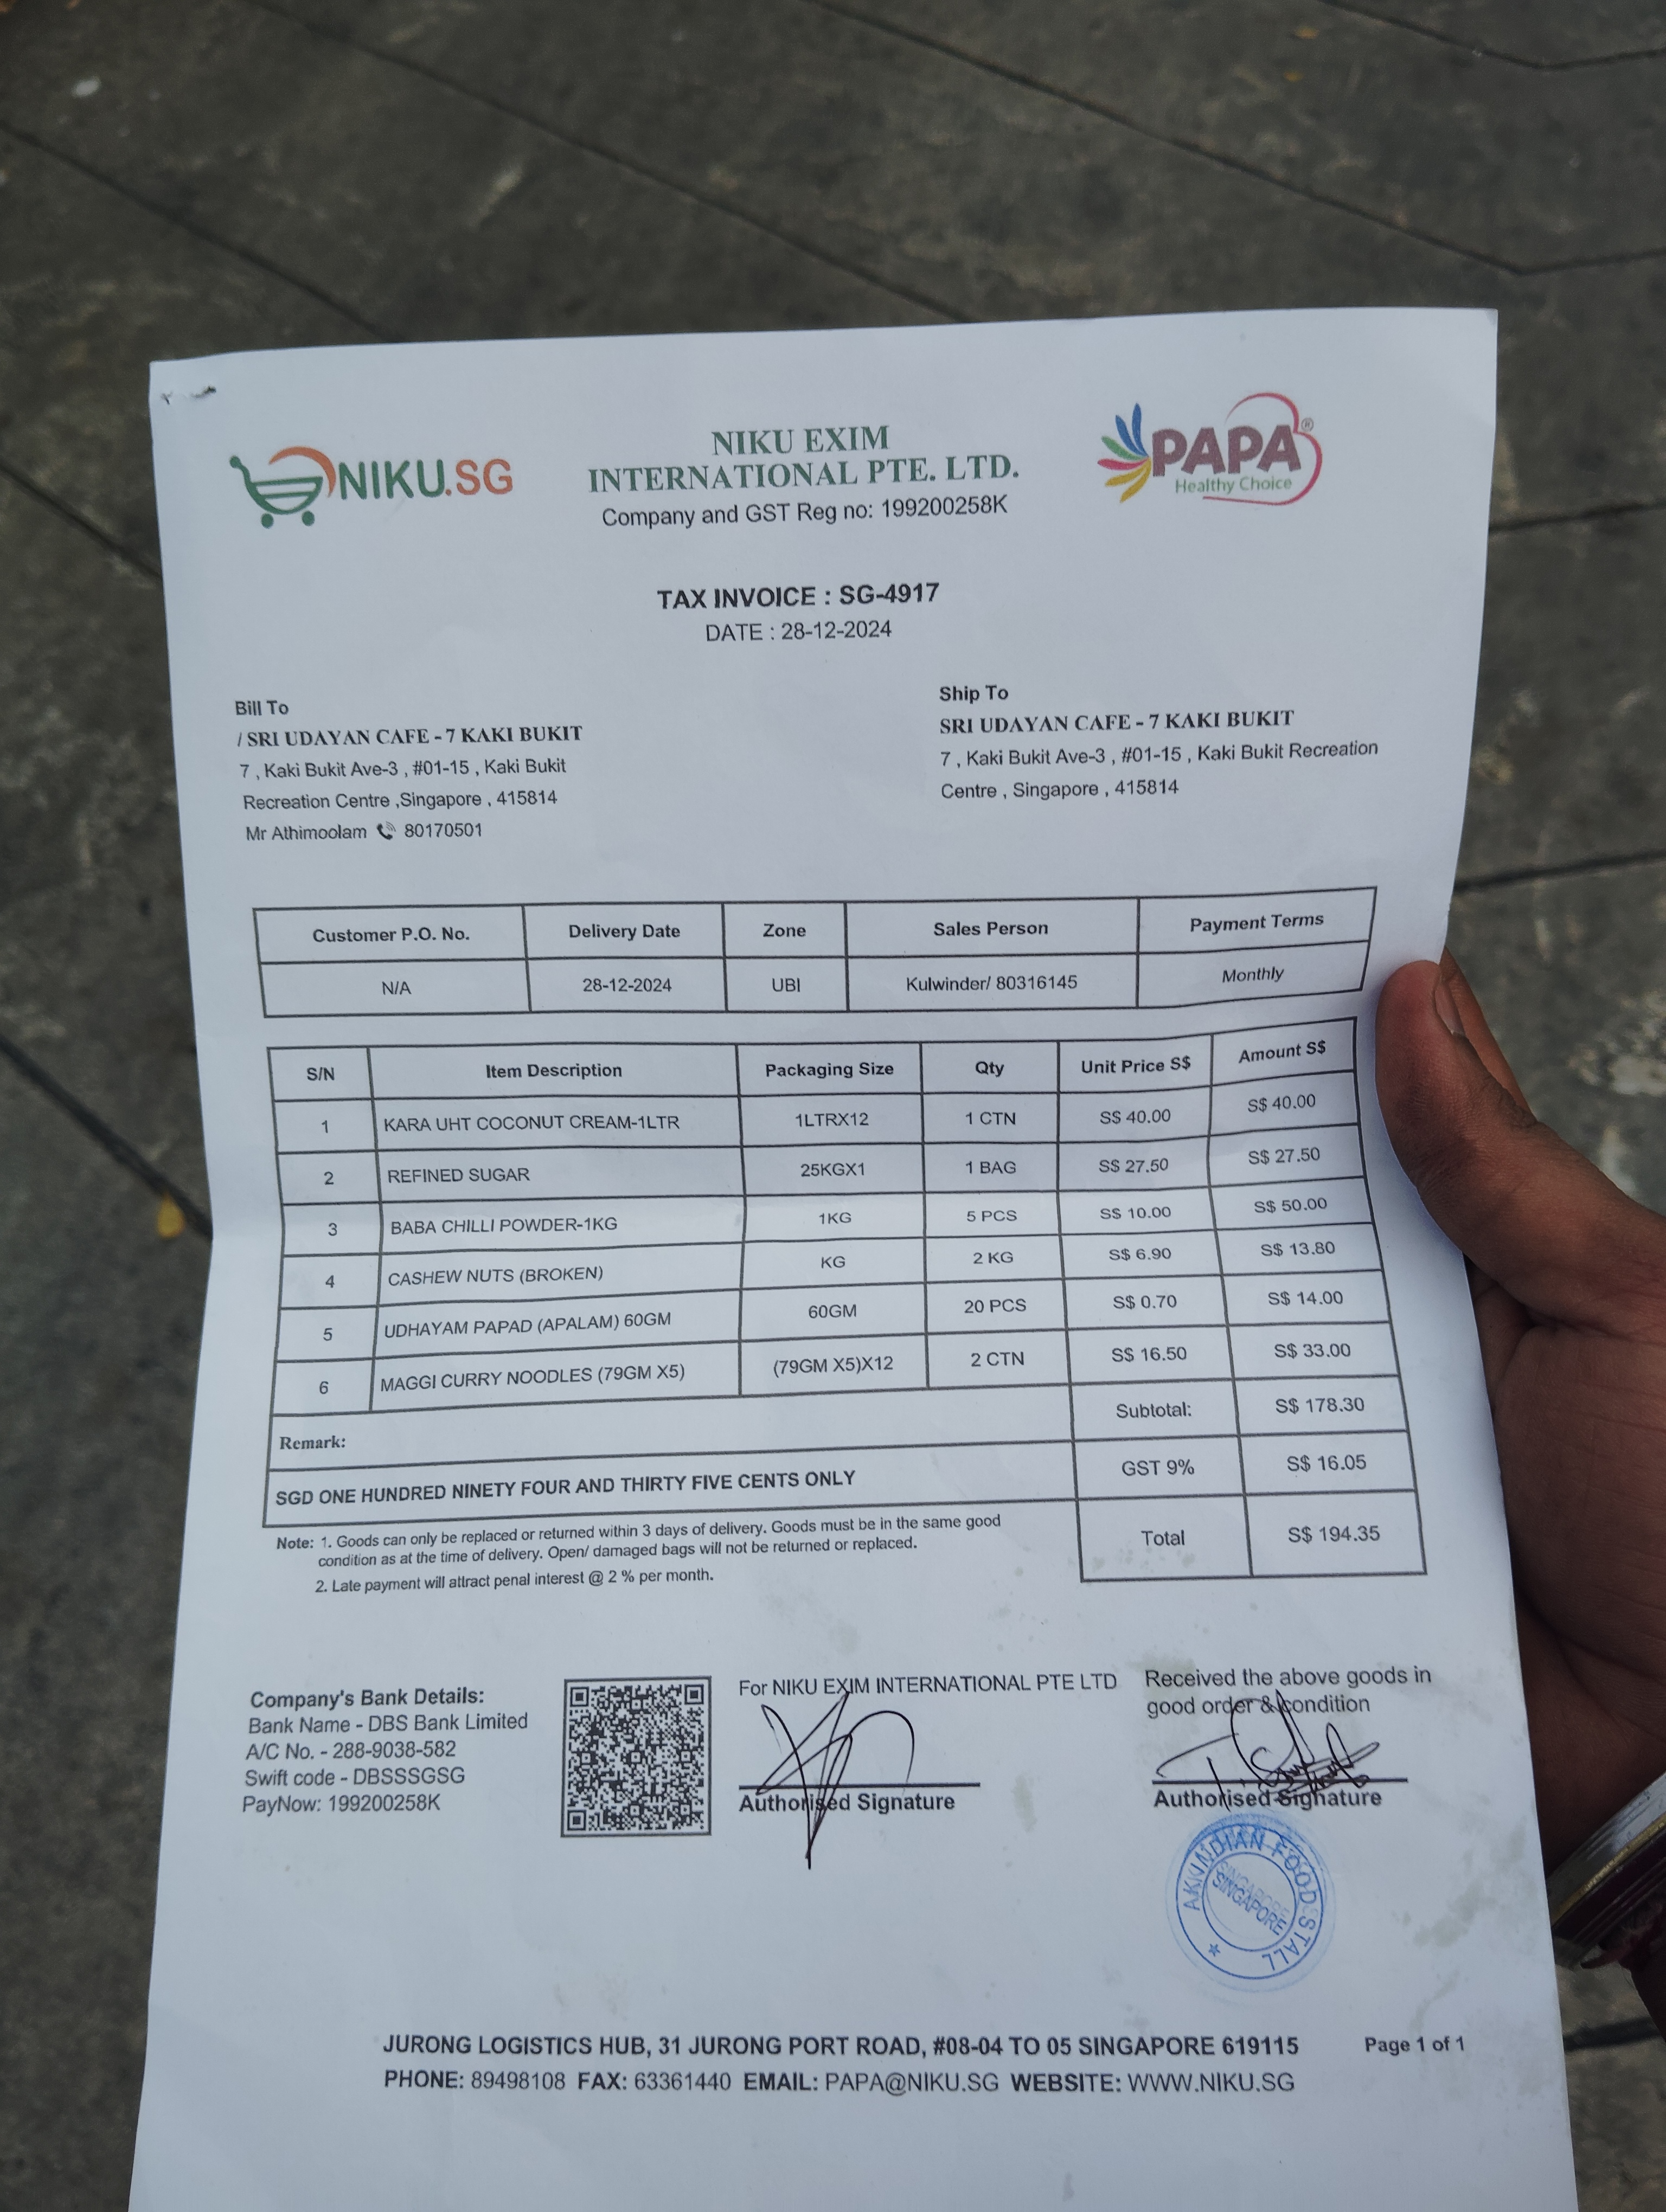 NIKU.SG
NIKU EXIM
INTERNATIONAL PTE. LTD.
Company and GST Reg no: 199200258K
PAPA®
Healthy Choice
TAX INVOICE : SG-4917
DATE : 28-12-2024
Bill To
/ SRI UDAYAN CAFE - 7 KAKI BUKIT
7 , Kaki Bukit Ave-3 , #01-15 , Kaki Bukit
Recreation Centre ,Singapore , 415814
Mr Athimoolam 80170501
Ship To
SRI UDAYAN CAFE - 7 KAKI BUKIT
7 , Kaki Bukit Ave-3 , #01-15 , Kaki Bukit Recreation
Centre , Singapore , 415814
Customer P.O. No. Delivery Date Zone Sales Person Payment Terms
N/A 28-12-2024 UBI Kulwinder/ 80316145 Monthly
S/N Item Description Packaging Size Qty Unit Price S$ Amount S$
1 KARA UHT COCONUT CREAM-1LTR 1LTRX12 1 CTN S$ 40.00 S$ 40.00
2 REFINED SUGAR 25KGX1 1 BAG S$ 27.50 S$ 27.50
3 BABA CHILLI POWDER-1KG 1KG 5 PCS S$ 10.00 S$ 50.00
4 CASHEW NUTS (BROKEN) KG 2 KG S$ 6.90 S$ 13.80
5 UDHAYAM PAPAD (APALAM) 60GM 60GM 20 PCS S$ 0.70 S$ 14.00
6 MAGGI CURRY NOODLES (79GM X5) (79GM X5)X12 2 CTN S$ 16.50 S$ 33.00
Remark: Subtotal: S$ 178.30
SGD ONE HUNDRED NINETY FOUR AND THIRTY FIVE CENTS ONLY GST 9% S$ 16.05
Total S$ 194.35
Note: 1. Goods can only be replaced or returned within 3 days of delivery. Goods must be in the same good
condition as at the time of delivery. Open/ damaged bags will not be returned or replaced.
2. Late payment will attract penal interest @ 2 % per month.
Company's Bank Details:
Bank Name - DBS Bank Limited
A/C No. - 288-9038-582
Swift code - DBSSSGSG
PayNow: 199200258K
For NIKU EXIM INTERNATIONAL PTE LTD
Authorised Signature
Received the above goods in
good order & condition
Authorised Signature
INDIAN FOOD STALL
SINGAPORE
JURONG LOGISTICS HUB, 31 JURONG PORT ROAD, #08-04 TO 05 SINGAPORE 619115
Page 1 of 1
PHONE: 89498108 FAX: 63361440 EMAIL: PAPA@NIKU.SG WEBSITE: WWW.NIKU.SG